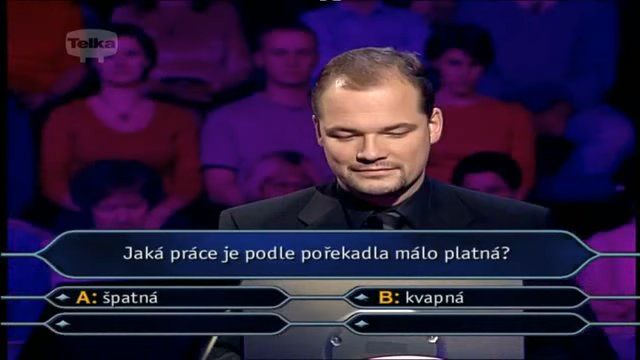 Telka
Jaká práce je podle pořekadla málo platná?
A: špatná
B: kvapná